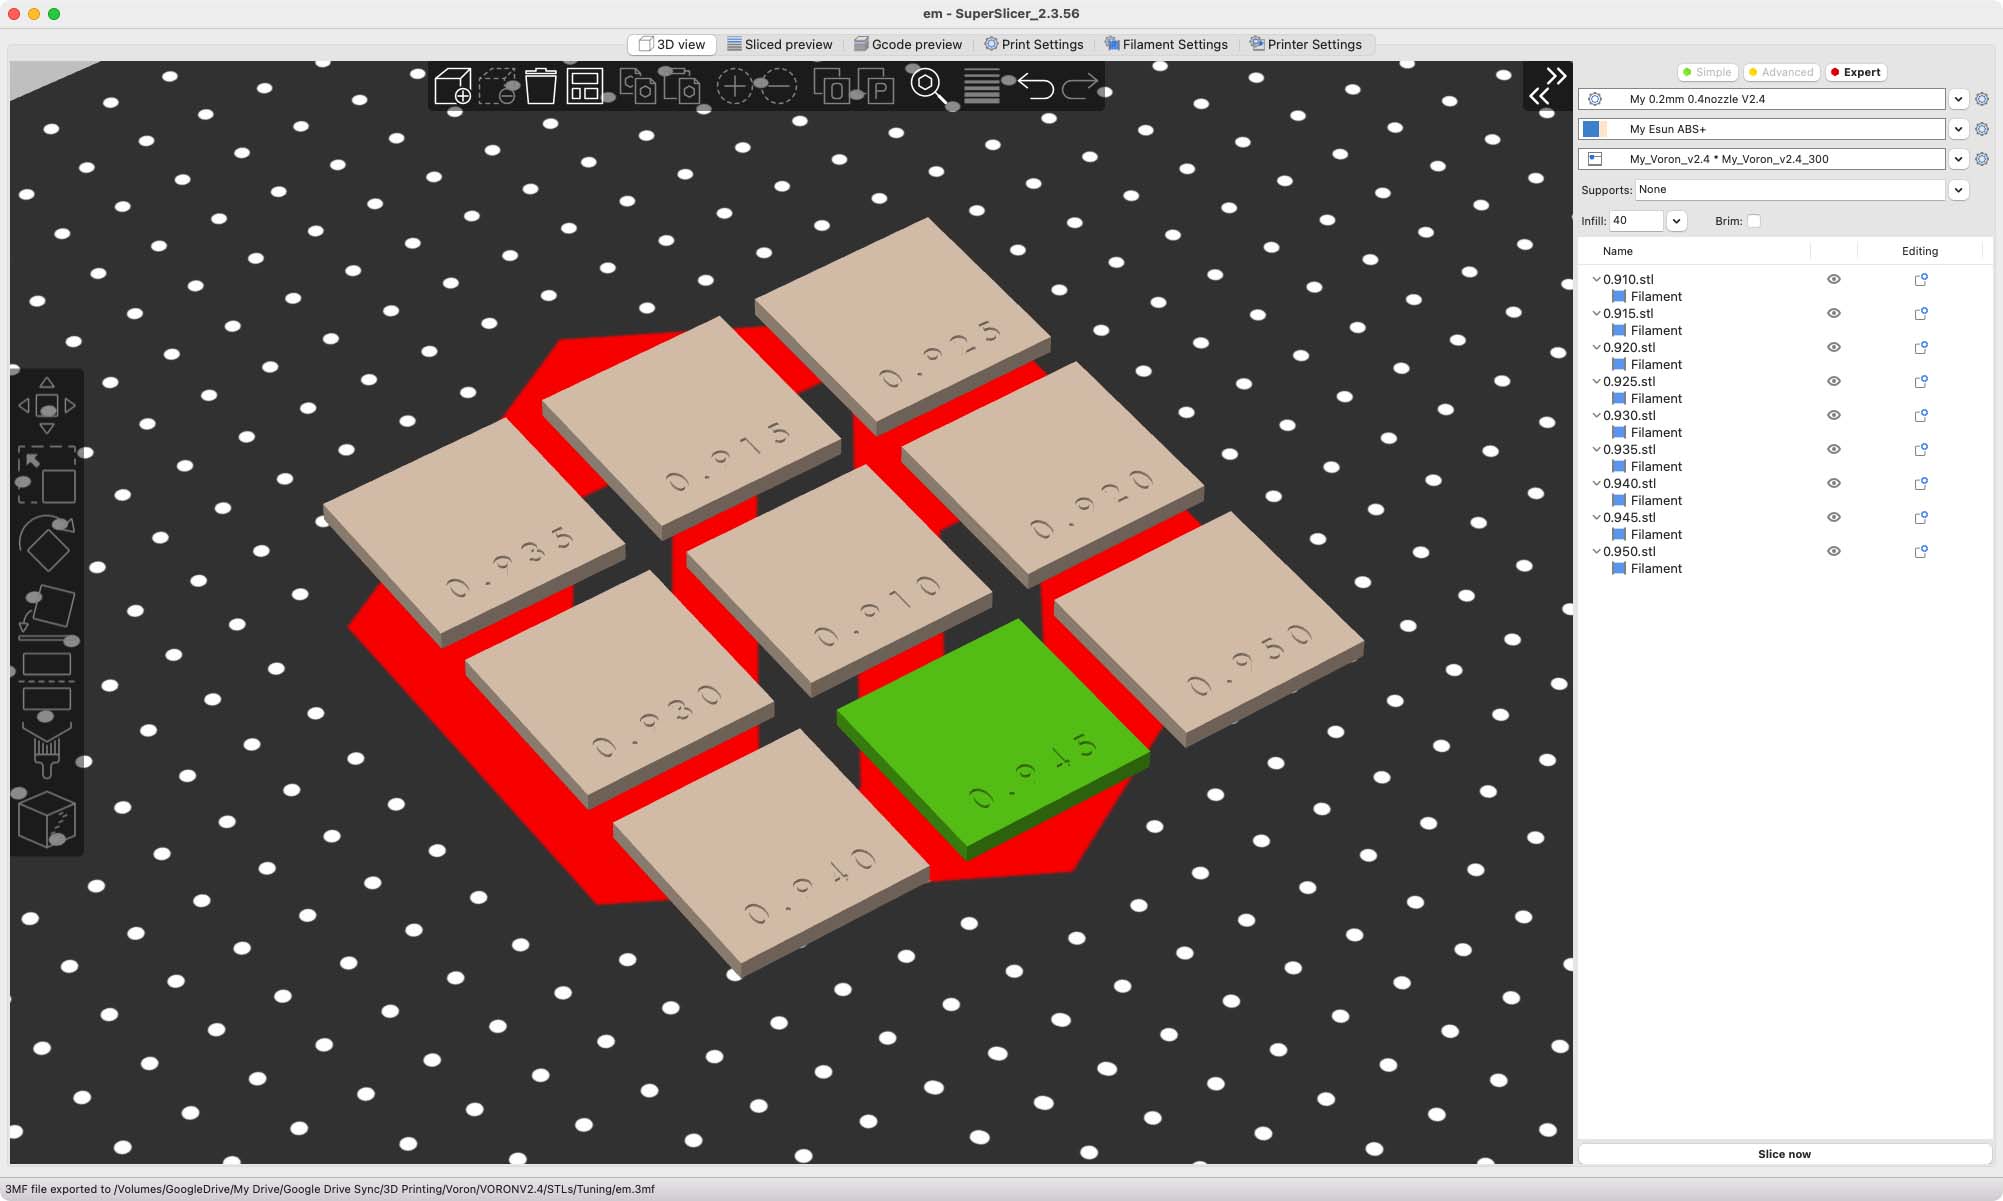 em - SuperSlicer_2.3.56
3D view
Sliced preview
Gcode preview
Print Settings
Filament Settings
Printer Settings
Simple
Advanced
Expert
My 0.2mm 0.4nozzle V2.4
My Esun ABS+
My_Voron_v2.4 * My_Voron_v2.4_300
Supports: None
Infill: 40 Brim:
Name Editing
0.910.stl
Filament
0.915.stl
Filament
0.920.stl
Filament
0.925.stl
Filament
0.930.stl
Filament
0.935.stl
Filament
0.940.stl
Filament
0.945.stl
Filament
0.950.stl
Filament
0.925
0.915
0.920
0.935
0.910
0.950
0.930
0.945
0.940
Slice now
3MF file exported to /Volumes/GoogleDrive/My Drive/Google Drive Sync/3D Printing/Voron/VORONV2.4/STLs/Tuning/em.3mf